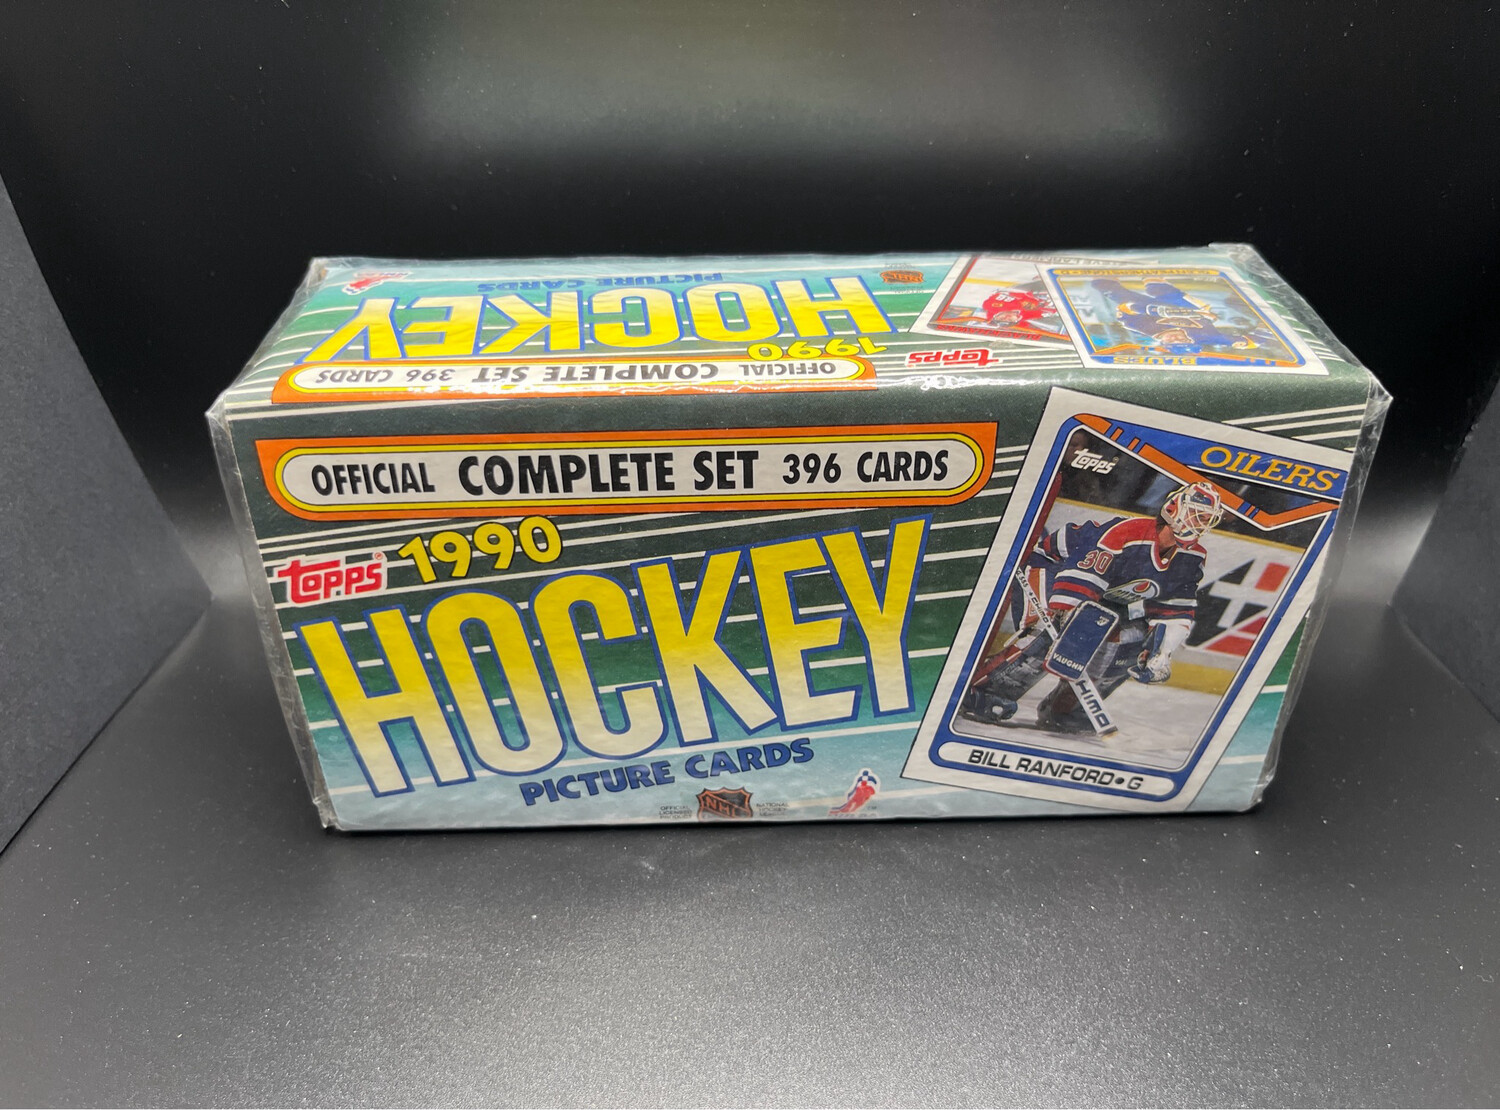 HOCKEY
PICTURE CARDS
1990
topps
OFFICIAL COMPLETE SET 396 CARDS
BLUES
OFFICIAL COMPLETE SET 396 CARDS
topps
1990
HOCKEY
PICTURE CARDS
NHL
topps
OILERS
30
VAUGHN
BILL RANFORD • G